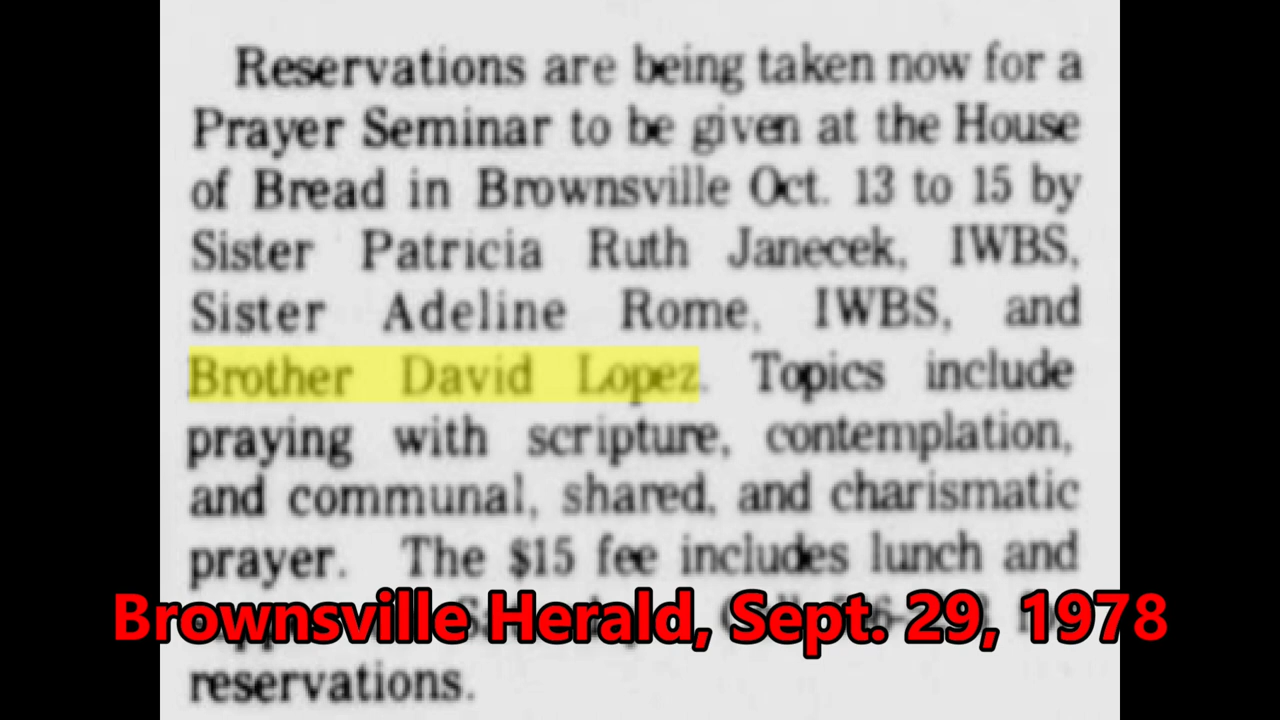 Reservations are being taken now for a
Prayer Seminar to be given at the House
of Bread in Brownsville Oct. 13 to 15 by
Sister Patricia Ruth Janecek, IWBS,
Sister Adeline Rome, IWBS, and
Brother David Lopez. Topics include
praying with scripture, contemplation,
and communal, shared, and charismatic
prayer. The $15 fee includes lunch and
Brownsville Herald, Sept. 29, 1978
reservations.